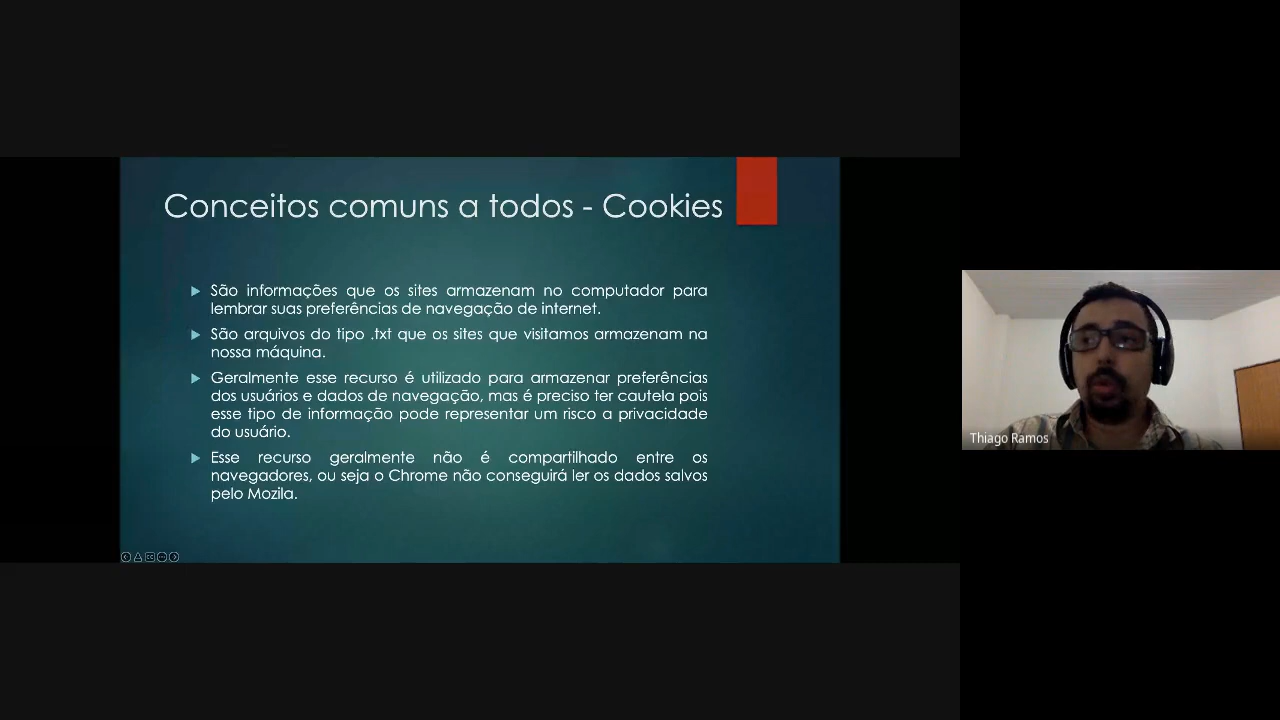 Conceitos comuns a todos - Cookies
São informações que os sites armazenam no computador para
lembrar suas preferências de navegação de internet.
São arquivos do tipo .txt que os sites que visitamos armazenam na
nossa máquina.
Geralmente esse recurso é utilizado para armazenar preferências
dos usuários e dados de navegação, mas é preciso ter cautela pois
esse tipo de informação pode representar um risco a privacidade
do usuário.
Esse recurso geralmente não é compartilhado entre os
navegadores, ou seja o Chrome não conseguirá ler os dados salvos
pelo Mozila.
Thiago Ramos